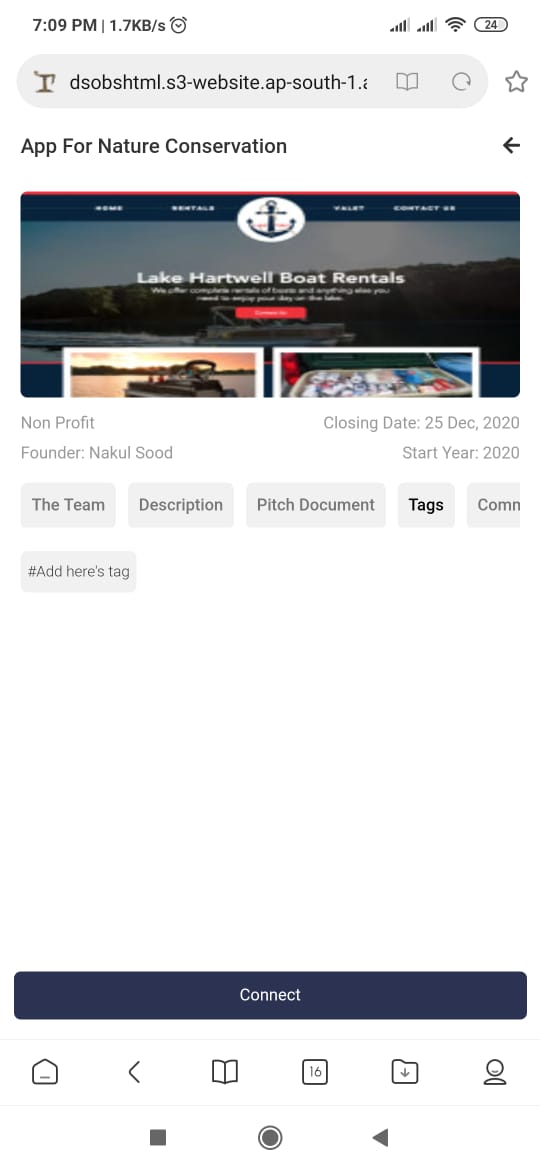 7:09 PM | 1.7KB/s
24
dsobshtml.s3-website.ap-south-1.a
App For Nature Conservation
HOME RENTALS VALET CONTACT US
Lake Hartwell Boat Rentals
We offer complete rentals of boats and anything else you
need to enjoy your day on the lake.
Contact Us
Non Profit Closing Date: 25 Dec, 2020
Founder: Nakul Sood Start Year: 2020
The Team Description Pitch Document Tags Comn
#Add here's tag
Connect
16